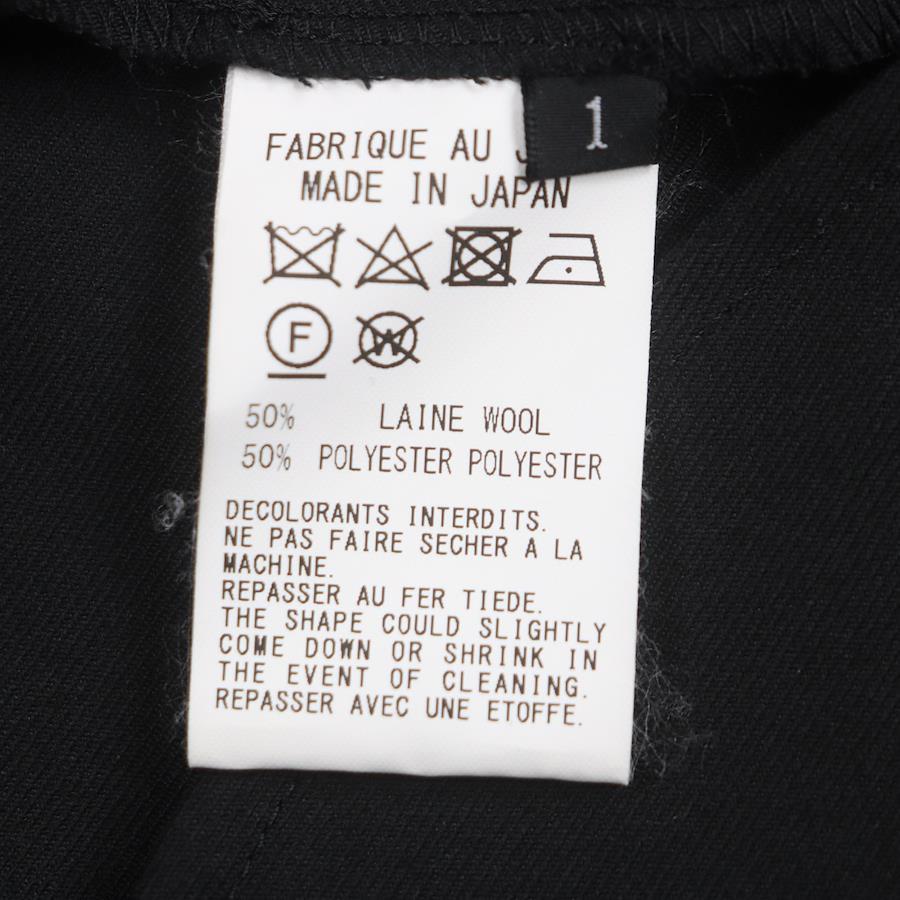 1
FABRIQUE AU
MADE IN JAPAN
F
W
50% LAINE WOOL
50% POLYESTER POLYESTER
DECOLORANTS INTERDITS.
NE PAS FAIRE SECHER A LA
MACHINE.
REPASSER AU FER TIEDE.
THE SHAPE COULD SLIGHTLY
COME DOWN OR SHRINK IN
THE EVENT OF CLEANING.
REPASSER AVEC UNE ETOFFE.